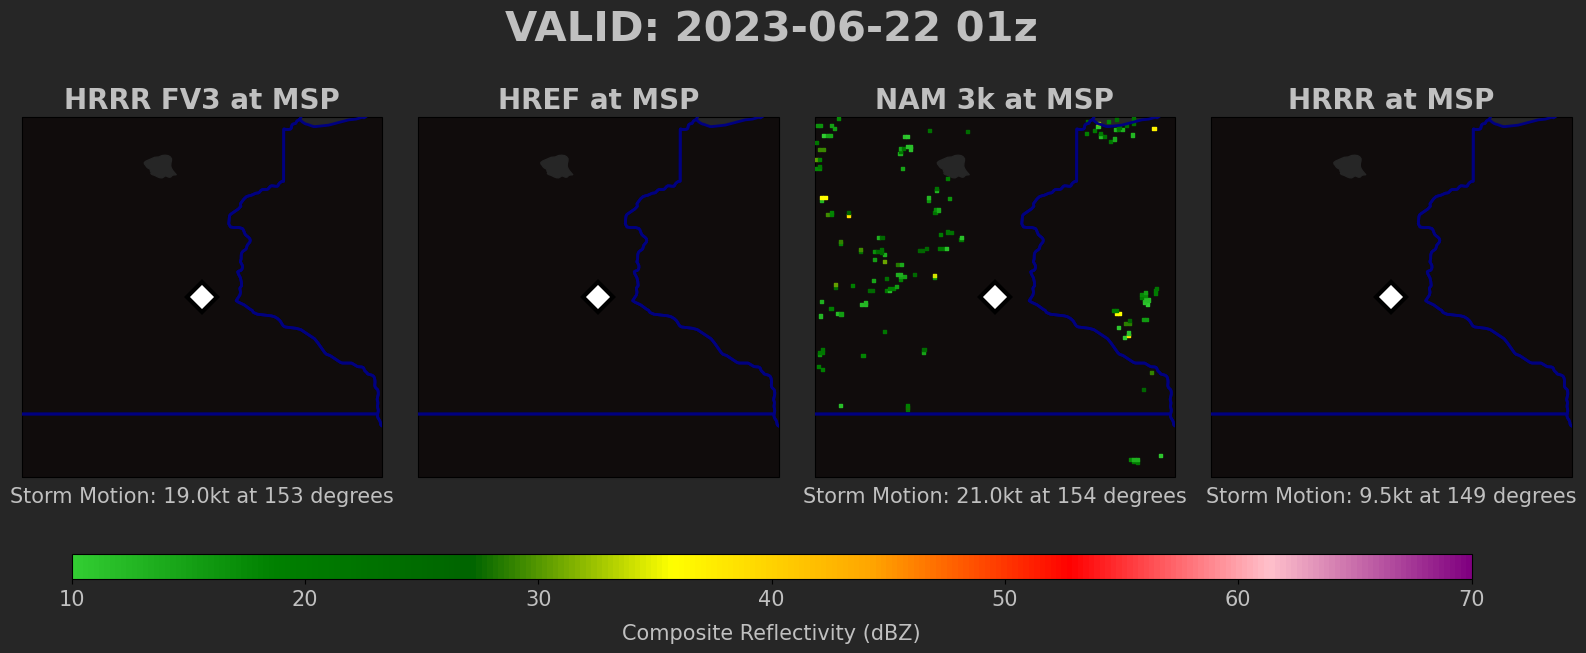 VALID: 2023-06-22 01z
HRRR FV3 at MSP
HREF at MSP
NAM 3k at MSP
HRRR at MSP
Storm Motion: 19.0kt at 153 degrees
Storm Motion: 21.0kt at 154 degrees
Storm Motion: 9.5kt at 149 degrees
10 20 30 40 50 60 70
Composite Reflectivity (dBZ)